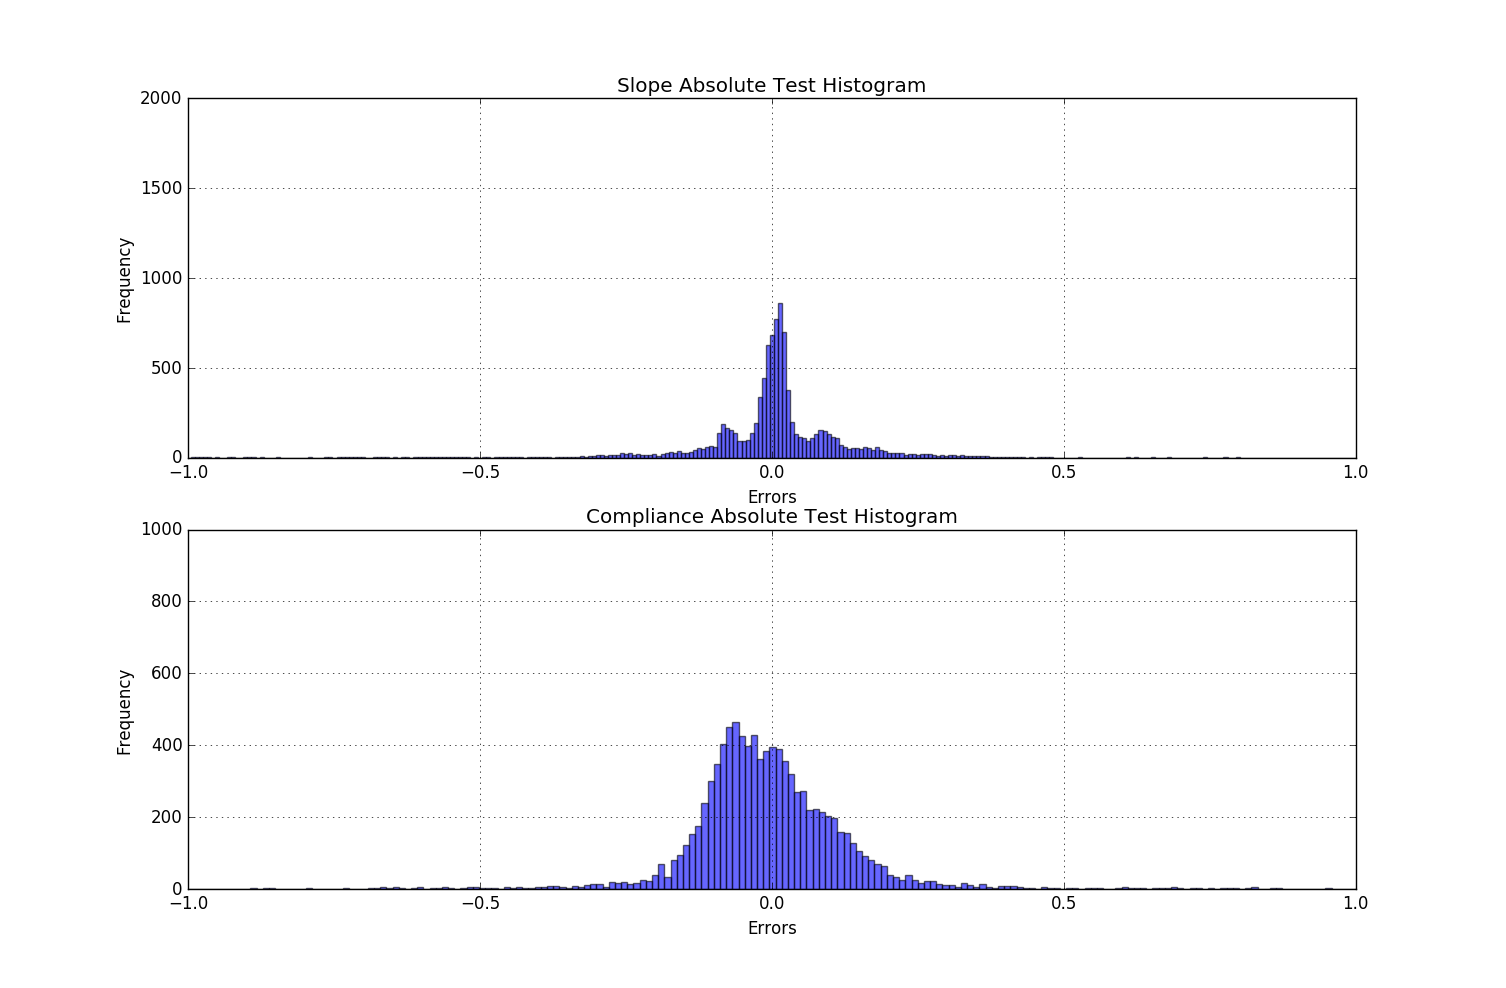 Slope Absolute Test Histogram
2000
1500
1000
500
0
Frequency
−1.0 −0.5 0.0 0.5 1.0
Errors
Compliance Absolute Test Histogram
1000
800
600
400
200
0
Frequency
−1.0 −0.5 0.0 0.5 1.0
Errors